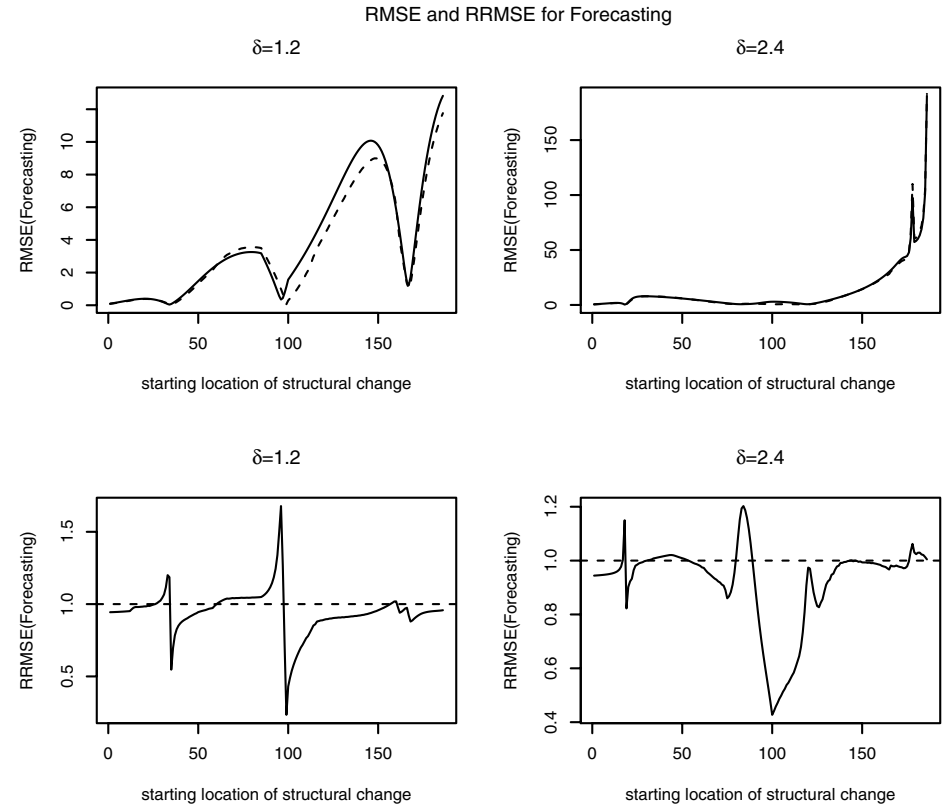 RMSE and RRMSE for Forecasting
δ=1.2
RMSE(Forecasting)
0 2 4 6 8 10
0 50 100 150
starting location of structural change
δ=2.4
RMSE(Forecasting)
0 50 100 150
0 50 100 150
starting location of structural change
δ=1.2
RRMSE(Forecasting)
0.5 1.0 1.5
0 50 100 150
starting location of structural change
δ=2.4
RRMSE(Forecasting)
0.4 0.6 0.8 1.0 1.2
0 50 100 150
starting location of structural change